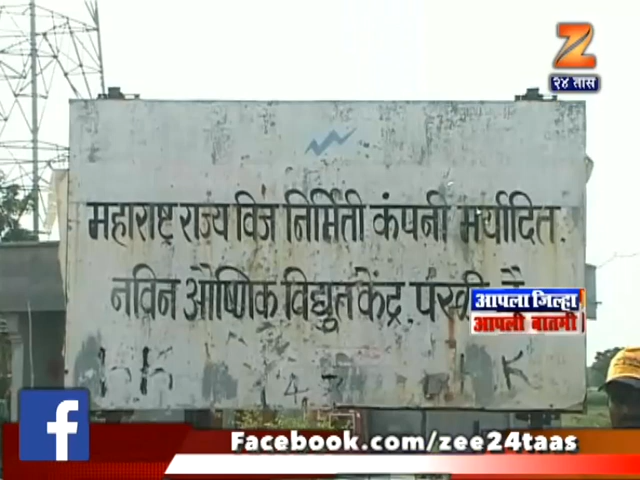 २४ तास
महाराष्ट्र राज्य विज निर्मिती कंपनी मर्यादित.
नविन औष्णिक विद्युत केंद्र,
आपला जिल्हा
आपली बातमी
Facebook.com/zee24taas